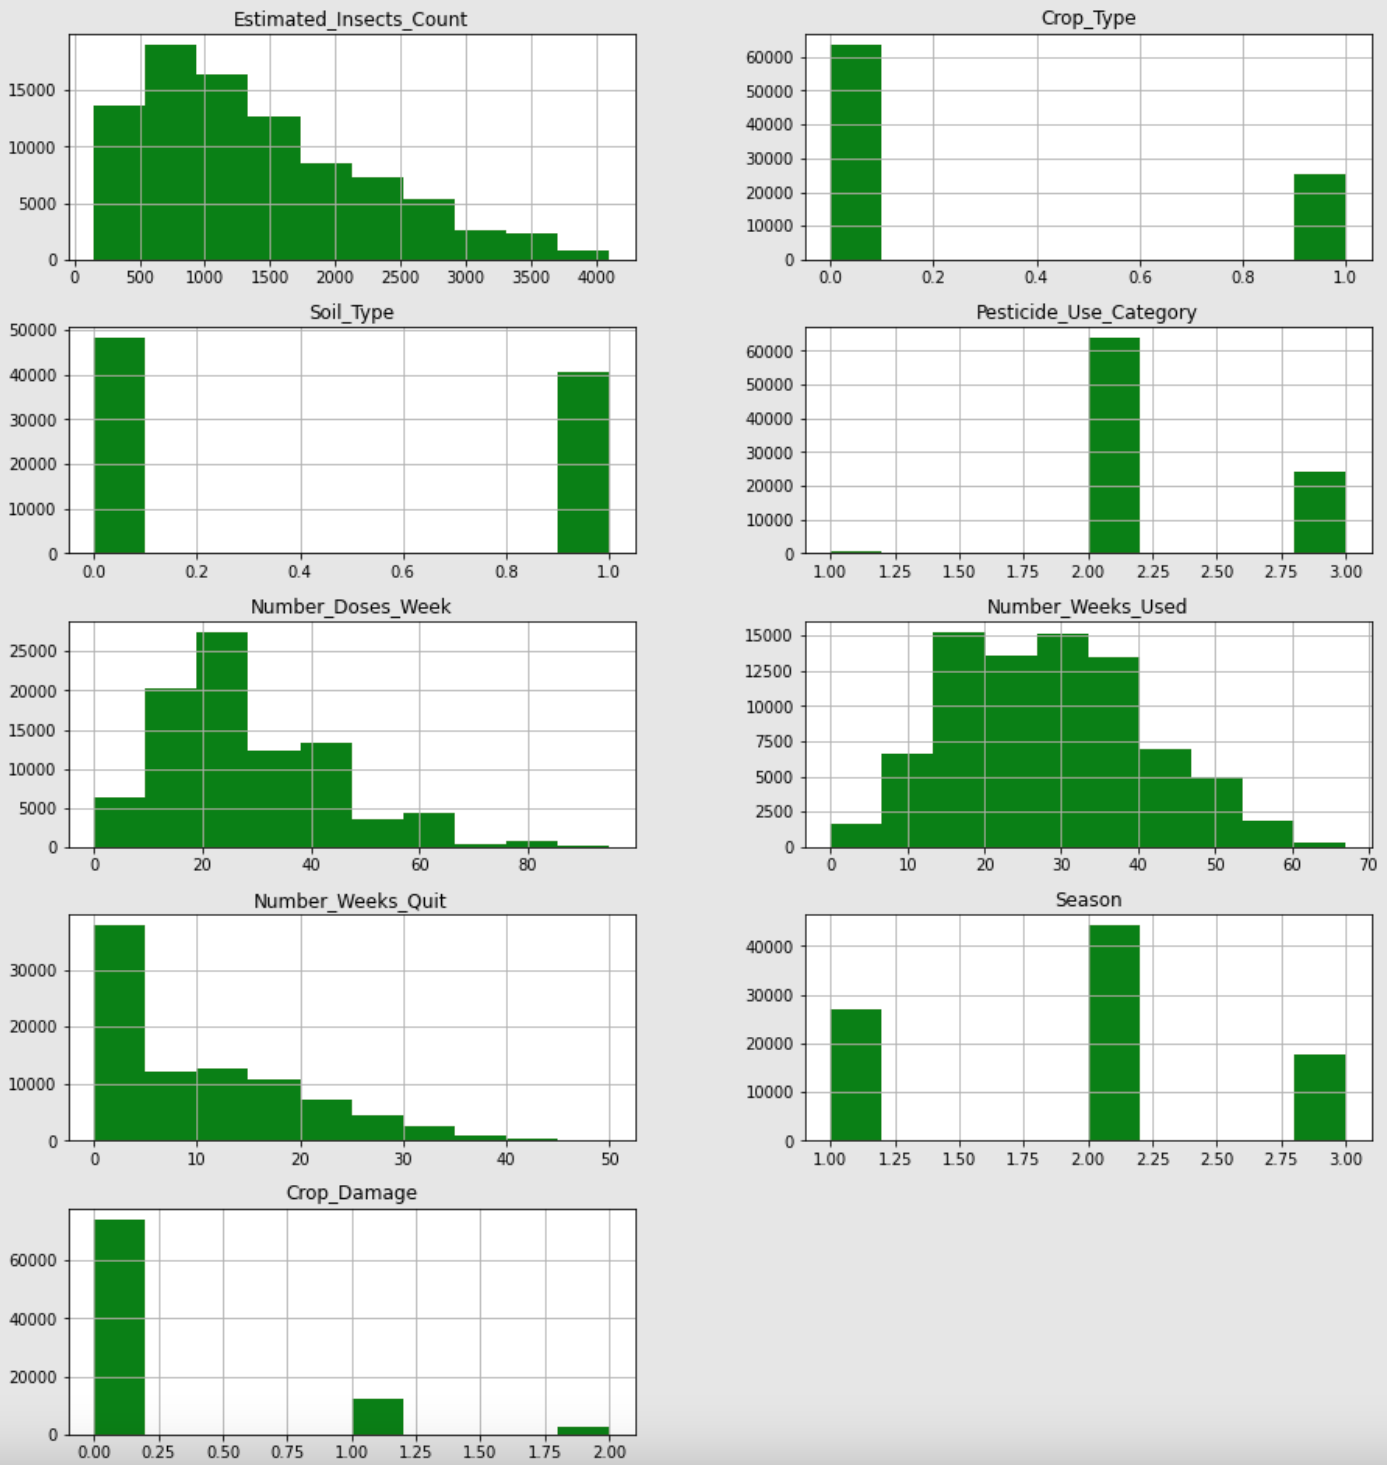 Estimated_Insects_Count
15000
10000
5000
0
0 500 1000 1500 2000 2500 3000 3500 4000
Crop_Type
60000
50000
40000
30000
20000
10000
0
0.0 0.2 0.4 0.6 0.8 1.0
Soil_Type
50000
40000
30000
20000
10000
0
0.0 0.2 0.4 0.6 0.8 1.0
Pesticide_Use_Category
60000
50000
40000
30000
20000
10000
0
1.00 1.25 1.50 1.75 2.00 2.25 2.50 2.75 3.00
Number_Doses_Week
25000
20000
15000
10000
5000
0
0 20 40 60 80
Number_Weeks_Used
15000
12500
10000
7500
5000
2500
0
0 10 20 30 40 50 60 70
Number_Weeks_Quit
30000
20000
10000
0
0 10 20 30 40 50
Season
40000
30000
20000
10000
0
1.00 1.25 1.50 1.75 2.00 2.25 2.50 2.75 3.00
Crop_Damage
60000
40000
20000
0
0.00 0.25 0.50 0.75 1.00 1.25 1.50 1.75 2.00